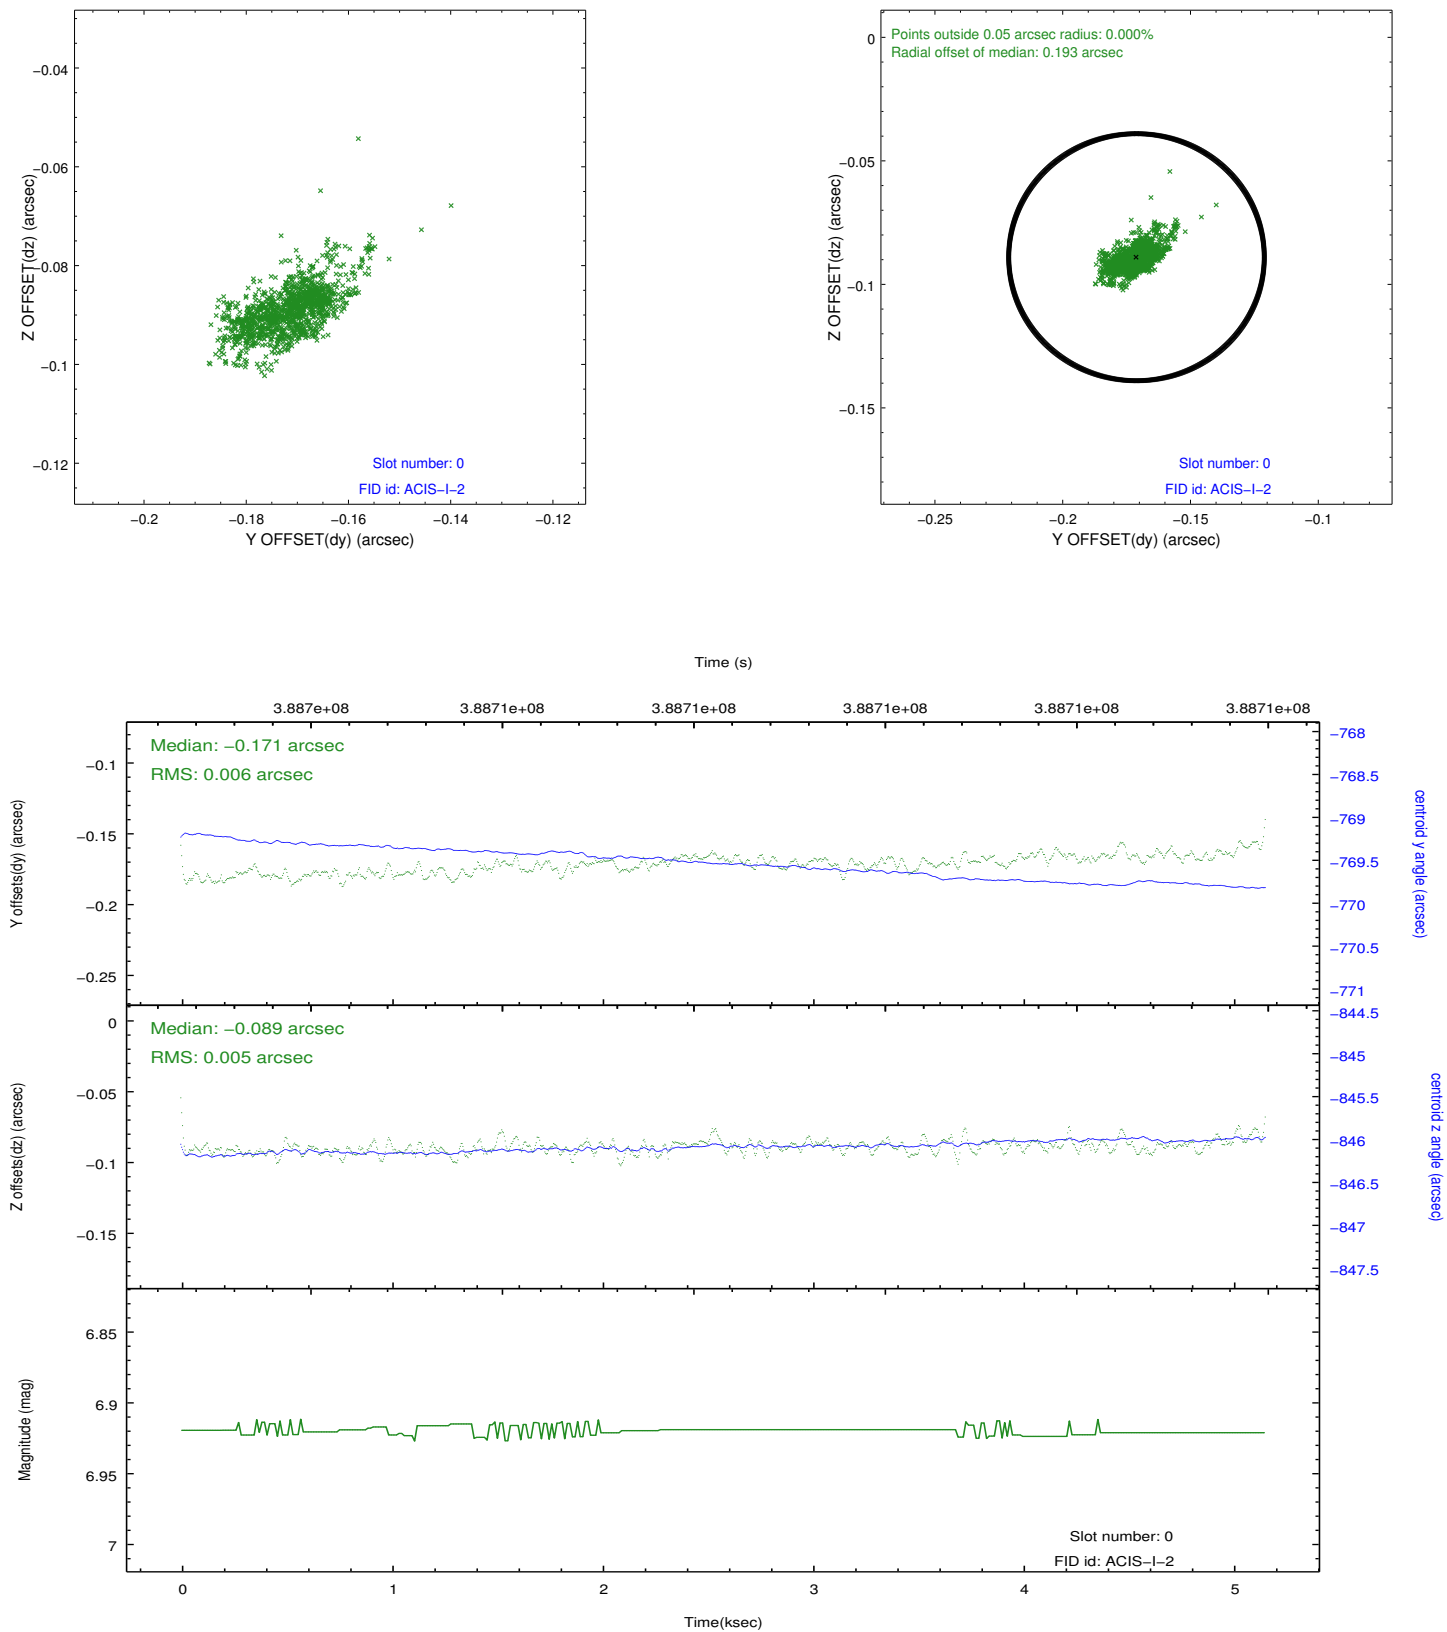 −0.04
−0.06
−0.08
−0.1
−0.12
Z OFFSET(dz) (arcsec)
Slot number: 0
FID id: ACIS−I−2
−0.2
−0.18
−0.16
−0.14
−0.12
Y OFFSET(dy) (arcsec)
Points outside 0.05 arcsec radius: 0.000%
Radial offset of median: 0.193 arcsec
0
−0.05
−0.1
−0.15
Z OFFSET(dz) (arcsec)
Slot number: 0
FID id: ACIS−I−2
−0.25
−0.2
−0.15
−0.1
Y OFFSET(dy) (arcsec)
Time (s)
3.887e+08
3.8871e+08
3.8871e+08
3.8871e+08
3.8871e+08
3.8871e+08
Median: −0.171 arcsec
RMS: 0.006 arcsec
−0.1
−0.15
−0.2
−0.25
Y offsets(dy) (arcsec)
−768
−768.5
−769
−769.5
−770
−770.5
−771
centroid y angle (arcsec)
Median: −0.089 arcsec
RMS: 0.005 arcsec
0
−0.05
−0.1
−0.15
Z offsets(dz) (arcsec)
−844.5
−845
−845.5
−846
−846.5
−847
−847.5
centroid z angle (arcsec)
6.85
6.9
6.95
7
Magnitude (mag)
Slot number: 0
FID id: ACIS−I−2
0
1
2
3
4
5
Time(ksec)